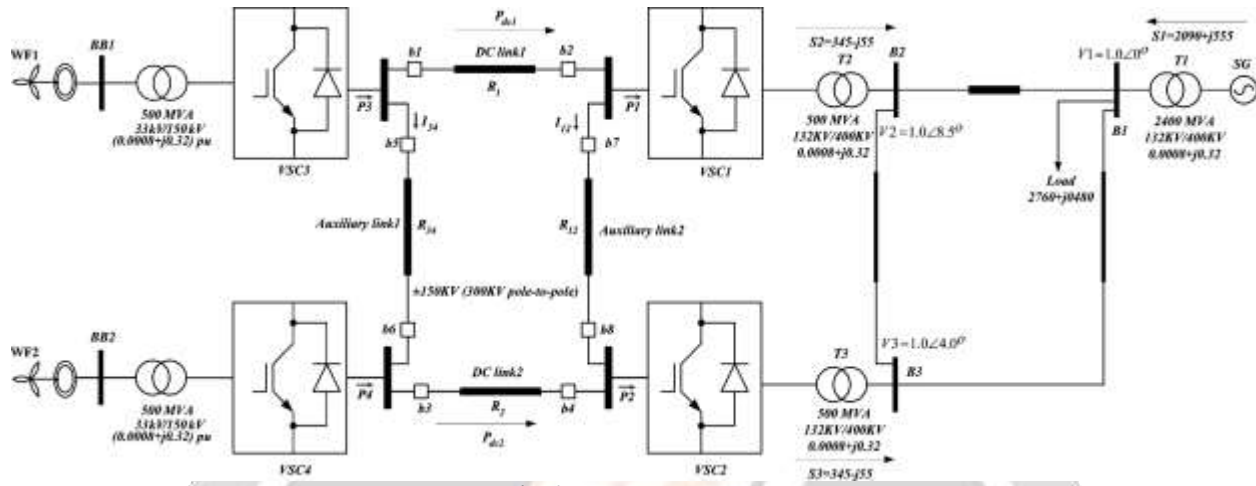 WF1
BB1
500 MVA
33kV/150kV
(0.0008+j0.32) pu
VSC3
P3
b1
DC link1
b2
R1
Pdc1
I34
b5
I12
b7
P1
VSC1
S2=345-j55
T2
B2
500 MVA
132KV/400KV
0.0008+j0.32
V2=1.0∠8.5º
S1=2090+j555
V1=1.0∠0º
T1
SG
B1
2400 MVA
132KV/400KV
0.0008+j0.32
Load
2760+j0480
Auxiliary link1
R34
R12
Auxiliary link2
±150KV (300KV pole-to-pole)
WF2
BB2
500 MVA
33kV/150kV
(0.0008+j0.32) pu
VSC4
P4
b6
b3
DC link2
b4
R2
Pdc2
b8
P2
VSC2
T3
V3=1.0∠4.0º
B3
500 MVA
132KV/400KV
0.0008+j0.32
S3=345-j55